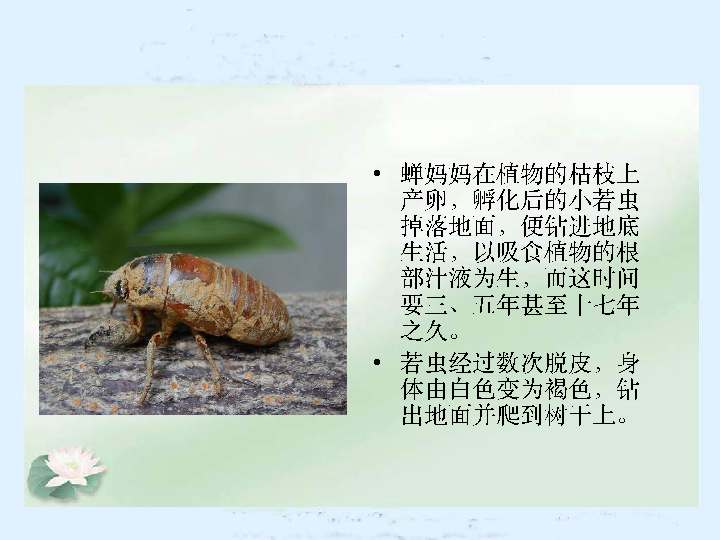 • 蝉妈妈在植物的枯枝上
产卵，孵化后的小若虫
掉落地面，便钻进地底
生活，以吸食植物的根
部汁液为生，而这时间
要三、五年甚至十七年
之久。
• 若虫经过数次脱皮，身
体由白色变为褐色，钻
出地面并爬到树干上。